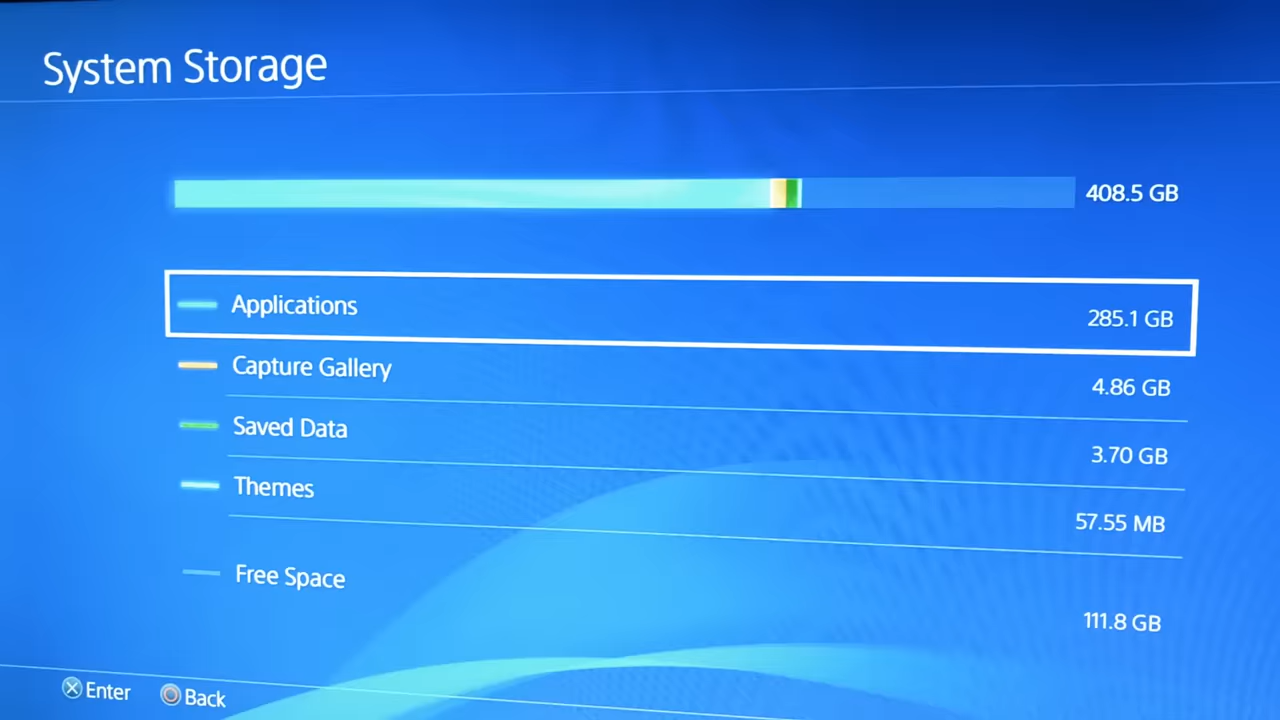 System Storage
408.5 GB
Applications 285.1 GB
Capture Gallery 4.86 GB
Saved Data 3.70 GB
Themes 57.55 MB
Free Space 111.8 GB
Enter Back